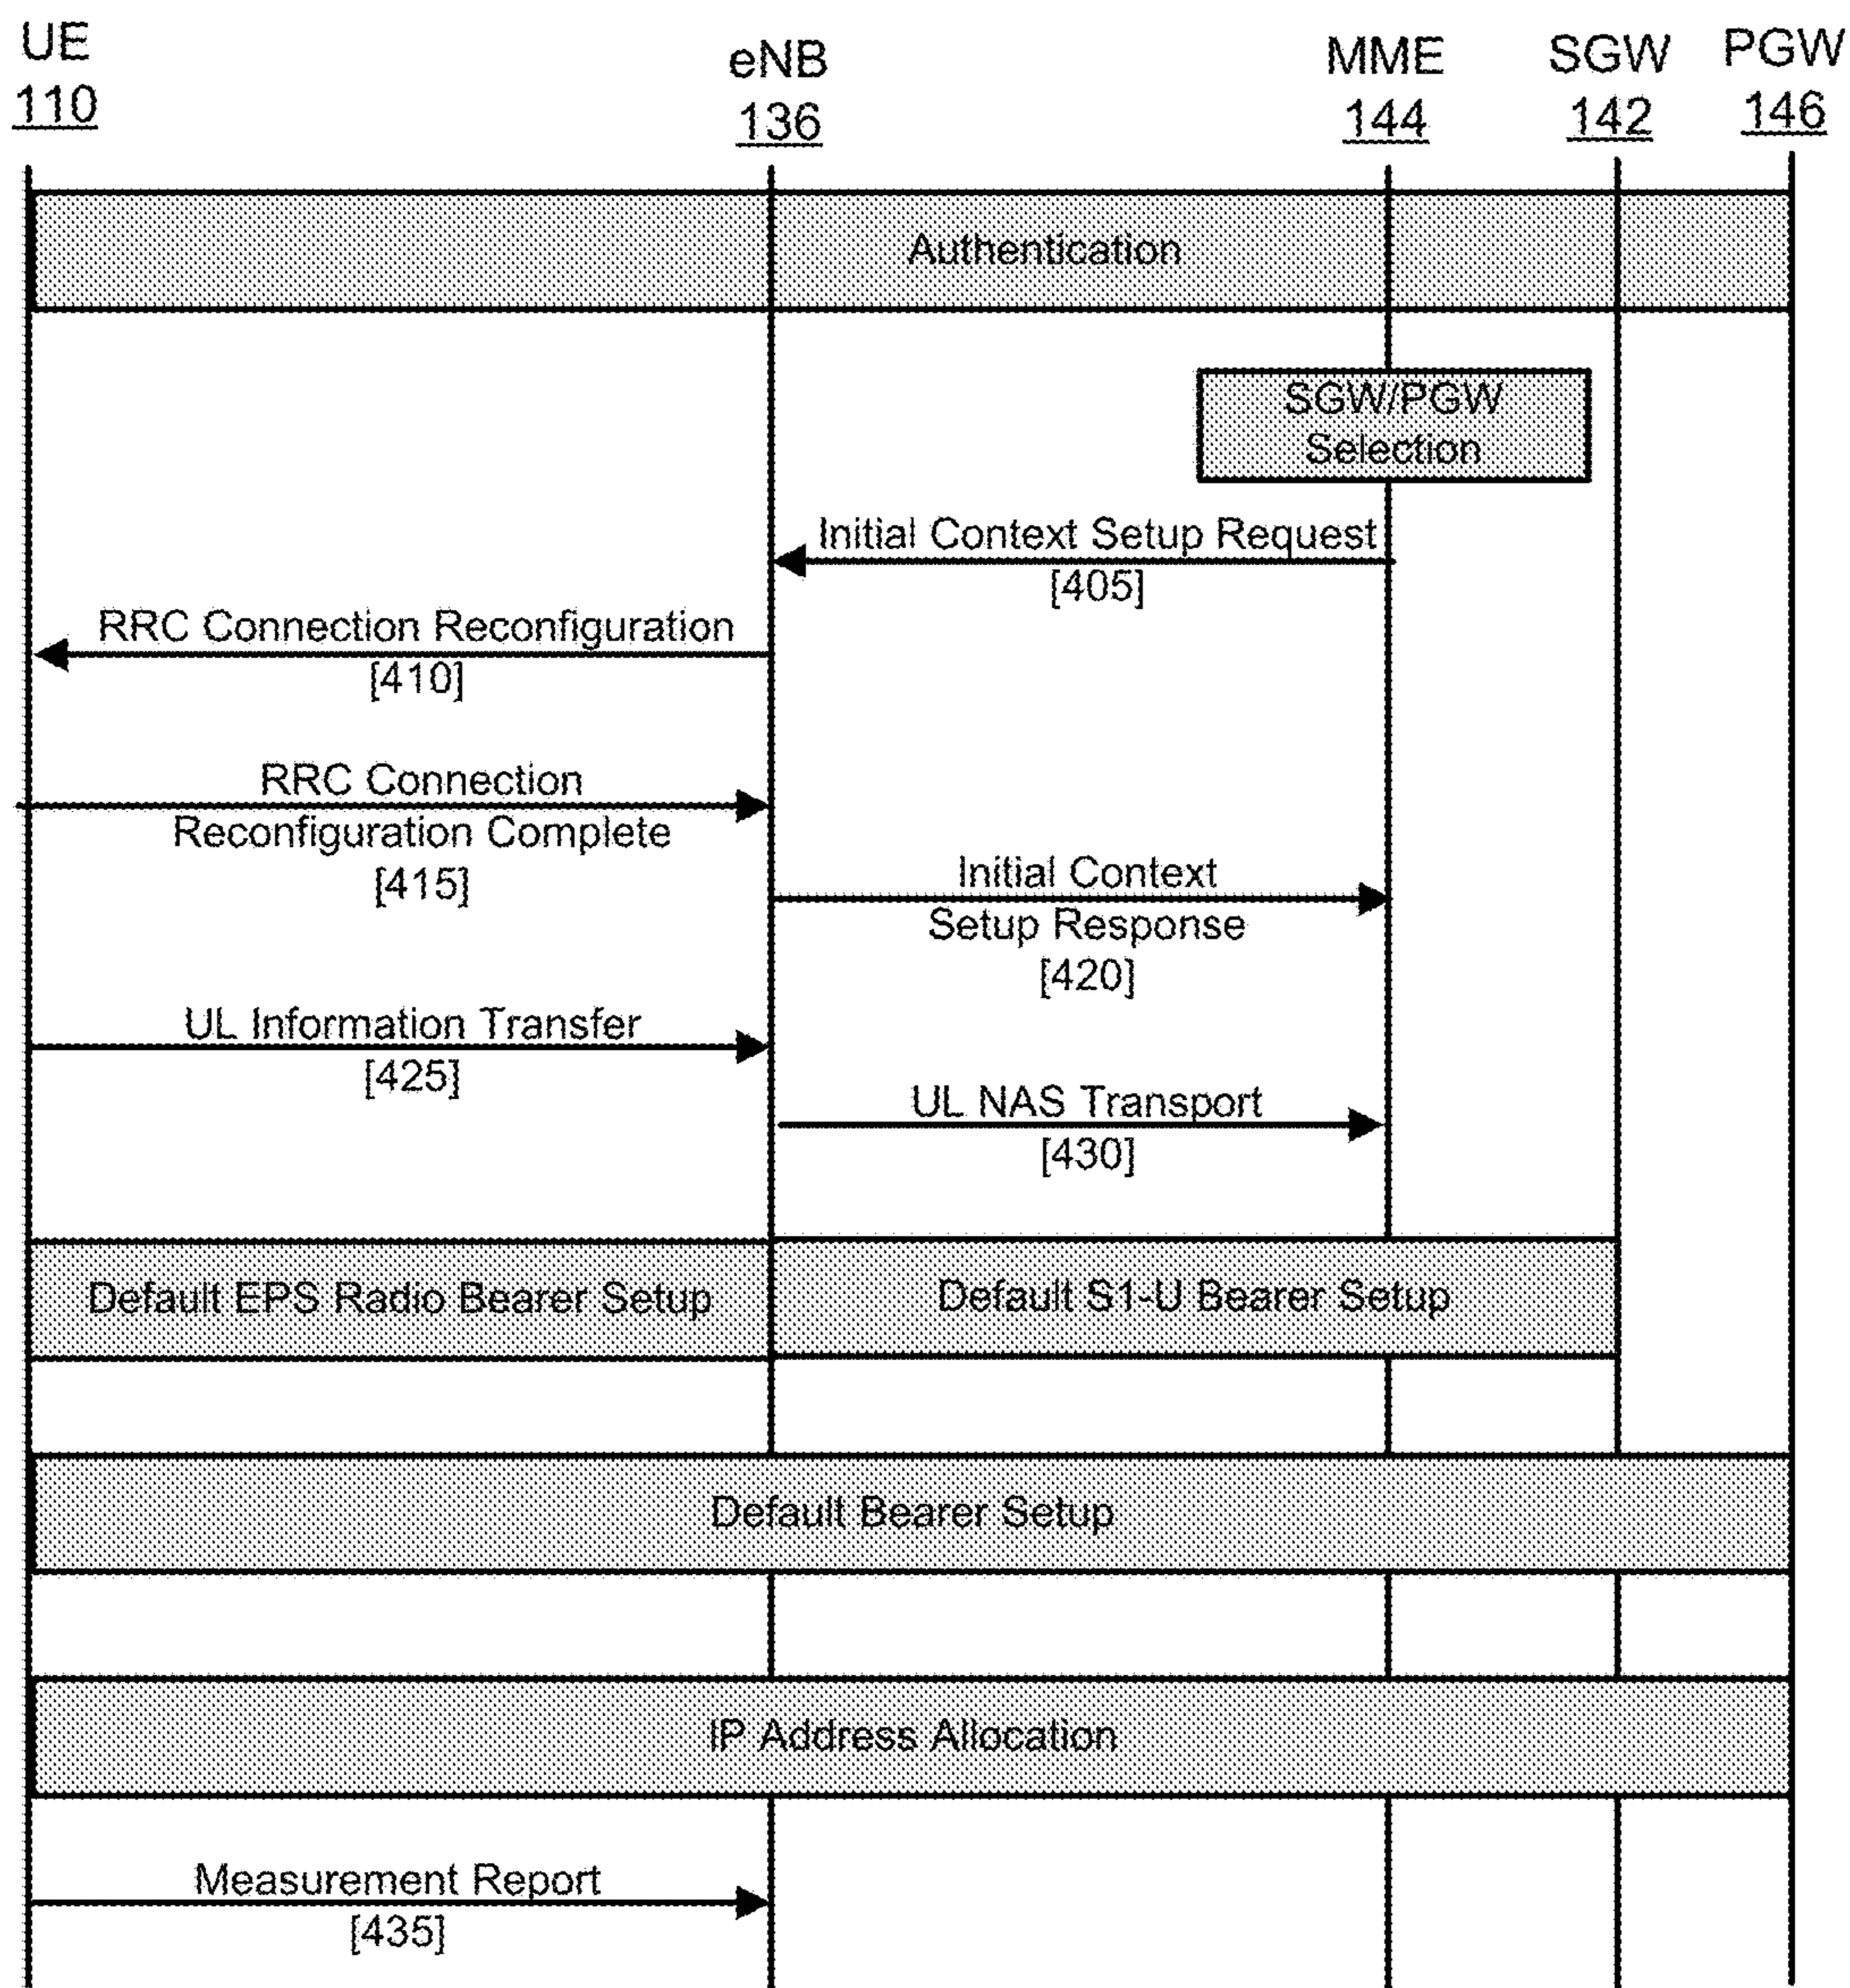 UE
110
eNB
136
MME
144
SGW
142
PGW
146
Authentication
SGW/PGW
Selection
Initial Context Setup Request
[405]
RRC Connection Reconfiguration
[410]
RRC Connection
Reconfiguration Complete
[415]
Initial Context
Setup Response
[420]
UL Information Transfer
[425]
UL NAS Transport
[430]
Default EPS Radio Bearer Setup
Default S1-U Bearer Setup
Default Bearer Setup
IP Address Allocation
Measurement Report
[435]